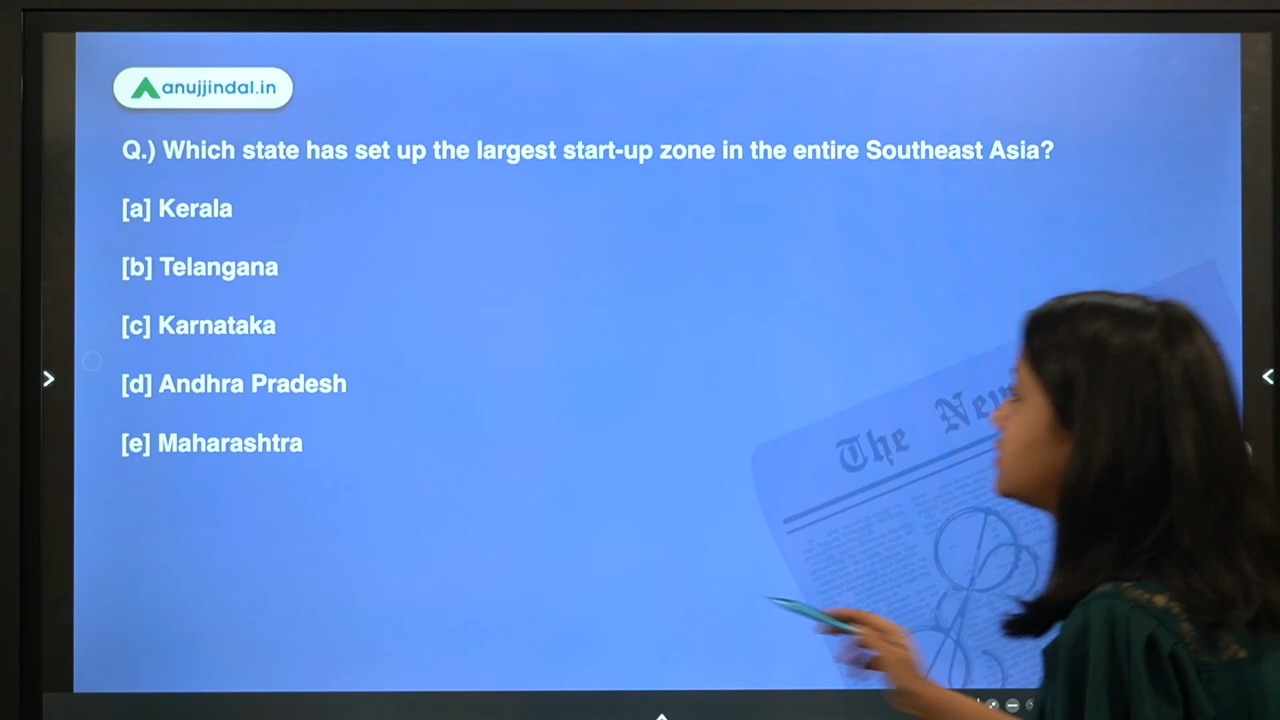 anujjindal.in
Q.) Which state has set up the largest start-up zone in the entire Southeast Asia?
[a] Kerala
[b] Telangana
[c] Karnataka
[d] Andhra Pradesh
[e] Maharashtra
The New